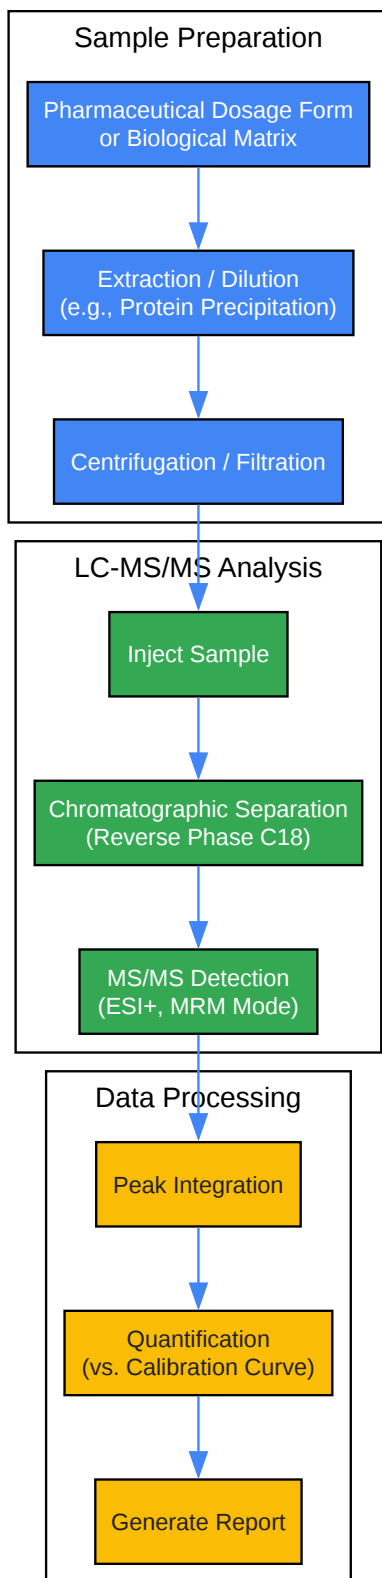 Sample Preparation
Pharmaceutical Dosage Form
or Biological Matrix
Extraction / Dilution
(e.g., Protein Precipitation)
Centrifugation / Filtration
LC-MS/MS Analysis
Inject Sample
Chromatographic Separation
(Reverse Phase C18)
MS/MS Detection
(ESI+, MRM Mode)
Data Processing
Peak Integration
Quantification
(vs. Calibration Curve)
Generate Report